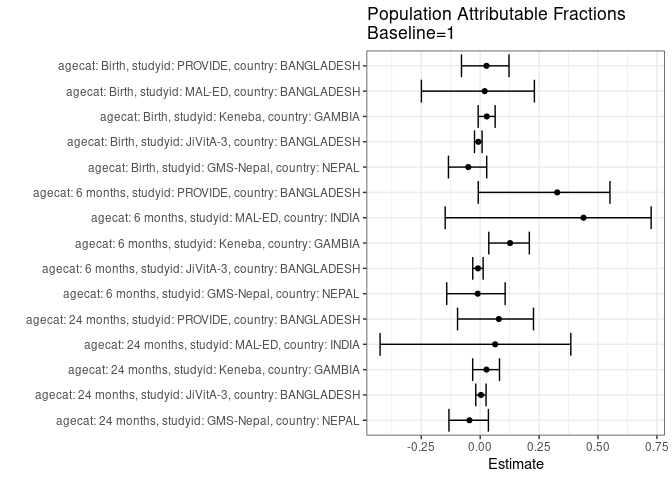 Population Attributable Fractions
Baseline=1
agecat: Birth, studyid: PROVIDE, country: BANGLADESH
agecat: Birth, studyid: MAL-ED, country: BANGLADESH
agecat: Birth, studyid: Keneba, country: GAMBIA
agecat: Birth, studyid: JiVitA-3, country: BANGLADESH
agecat: Birth, studyid: GMS-Nepal, country: NEPAL
agecat: 6 months, studyid: PROVIDE, country: BANGLADESH
agecat: 6 months, studyid: MAL-ED, country: INDIA
agecat: 6 months, studyid: Keneba, country: GAMBIA
agecat: 6 months, studyid: JiVitA-3, country: BANGLADESH
agecat: 6 months, studyid: GMS-Nepal, country: NEPAL
agecat: 24 months, studyid: PROVIDE, country: BANGLADESH
agecat: 24 months, studyid: MAL-ED, country: INDIA
agecat: 24 months, studyid: Keneba, country: GAMBIA
agecat: 24 months, studyid: JiVitA-3, country: BANGLADESH
agecat: 24 months, studyid: GMS-Nepal, country: NEPAL
-0.25 0.00 0.25 0.50 0.75
Estimate